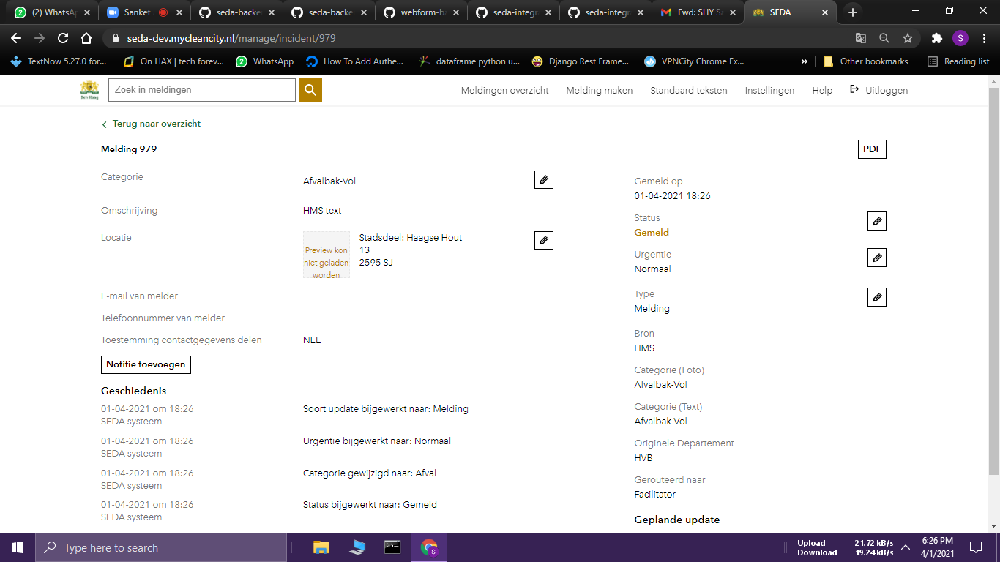 (2) WhatsA
Sanket
seda-backe
seda-backe
webform-ba
seda-integr
seda-integr
Fwd: SHY Sa
SEDA
seda-dev.mycleancity.nl/manage/incident/979
S
TextNow 5.27.0 for...
On HAX | tech forev...
WhatsApp
How To Add Authe...
dataframe python u...
Django Rest Frame...
VPNCity Chrome Ex...
»
Other bookmarks
Reading list
Den Haag
Zoek in meldingen
Meldingen overzicht
Melding maken
Standaard teksten
Instellingen
Help
Uitloggen
Terug naar overzicht
Melding 979
PDF
Categorie
Afvalbak-Vol
Omschrijving
HMS text
Locatie
Preview kon
niet geladen
worden
Stadsdeel: Haagse Hout
13
2595 SJ
E-mail van melder
Telefoonnummer van melder
Toestemming contactgegevens delen
NEE
Notitie toevoegen
Geschiedenis
01-04-2021 om 18:26
SEDA systeem
Soort update bijgewerkt naar: Melding
01-04-2021 om 18:26
SEDA systeem
Urgentie bijgewerkt naar: Normaal
01-04-2021 om 18:26
SEDA systeem
Categorie gewijzigd naar: Afval
01-04-2021 om 18:26
SEDA systeem
Status bijgewerkt naar: Gemeld
Gemeld op
01-04-2021 18:26
Status
Gemeld
Urgentie
Normaal
Type
Melding
Bron
HMS
Categorie (Foto)
Afvalbak-Vol
Categorie (Text)
Afvalbak-Vol
Originele Departement
HVB
Gerouteerd naar
Facilitator
Geplande update
Type here to search
Upload 21.72 kB/s
Download 19.24 kB/s
6:26 PM
4/1/2021